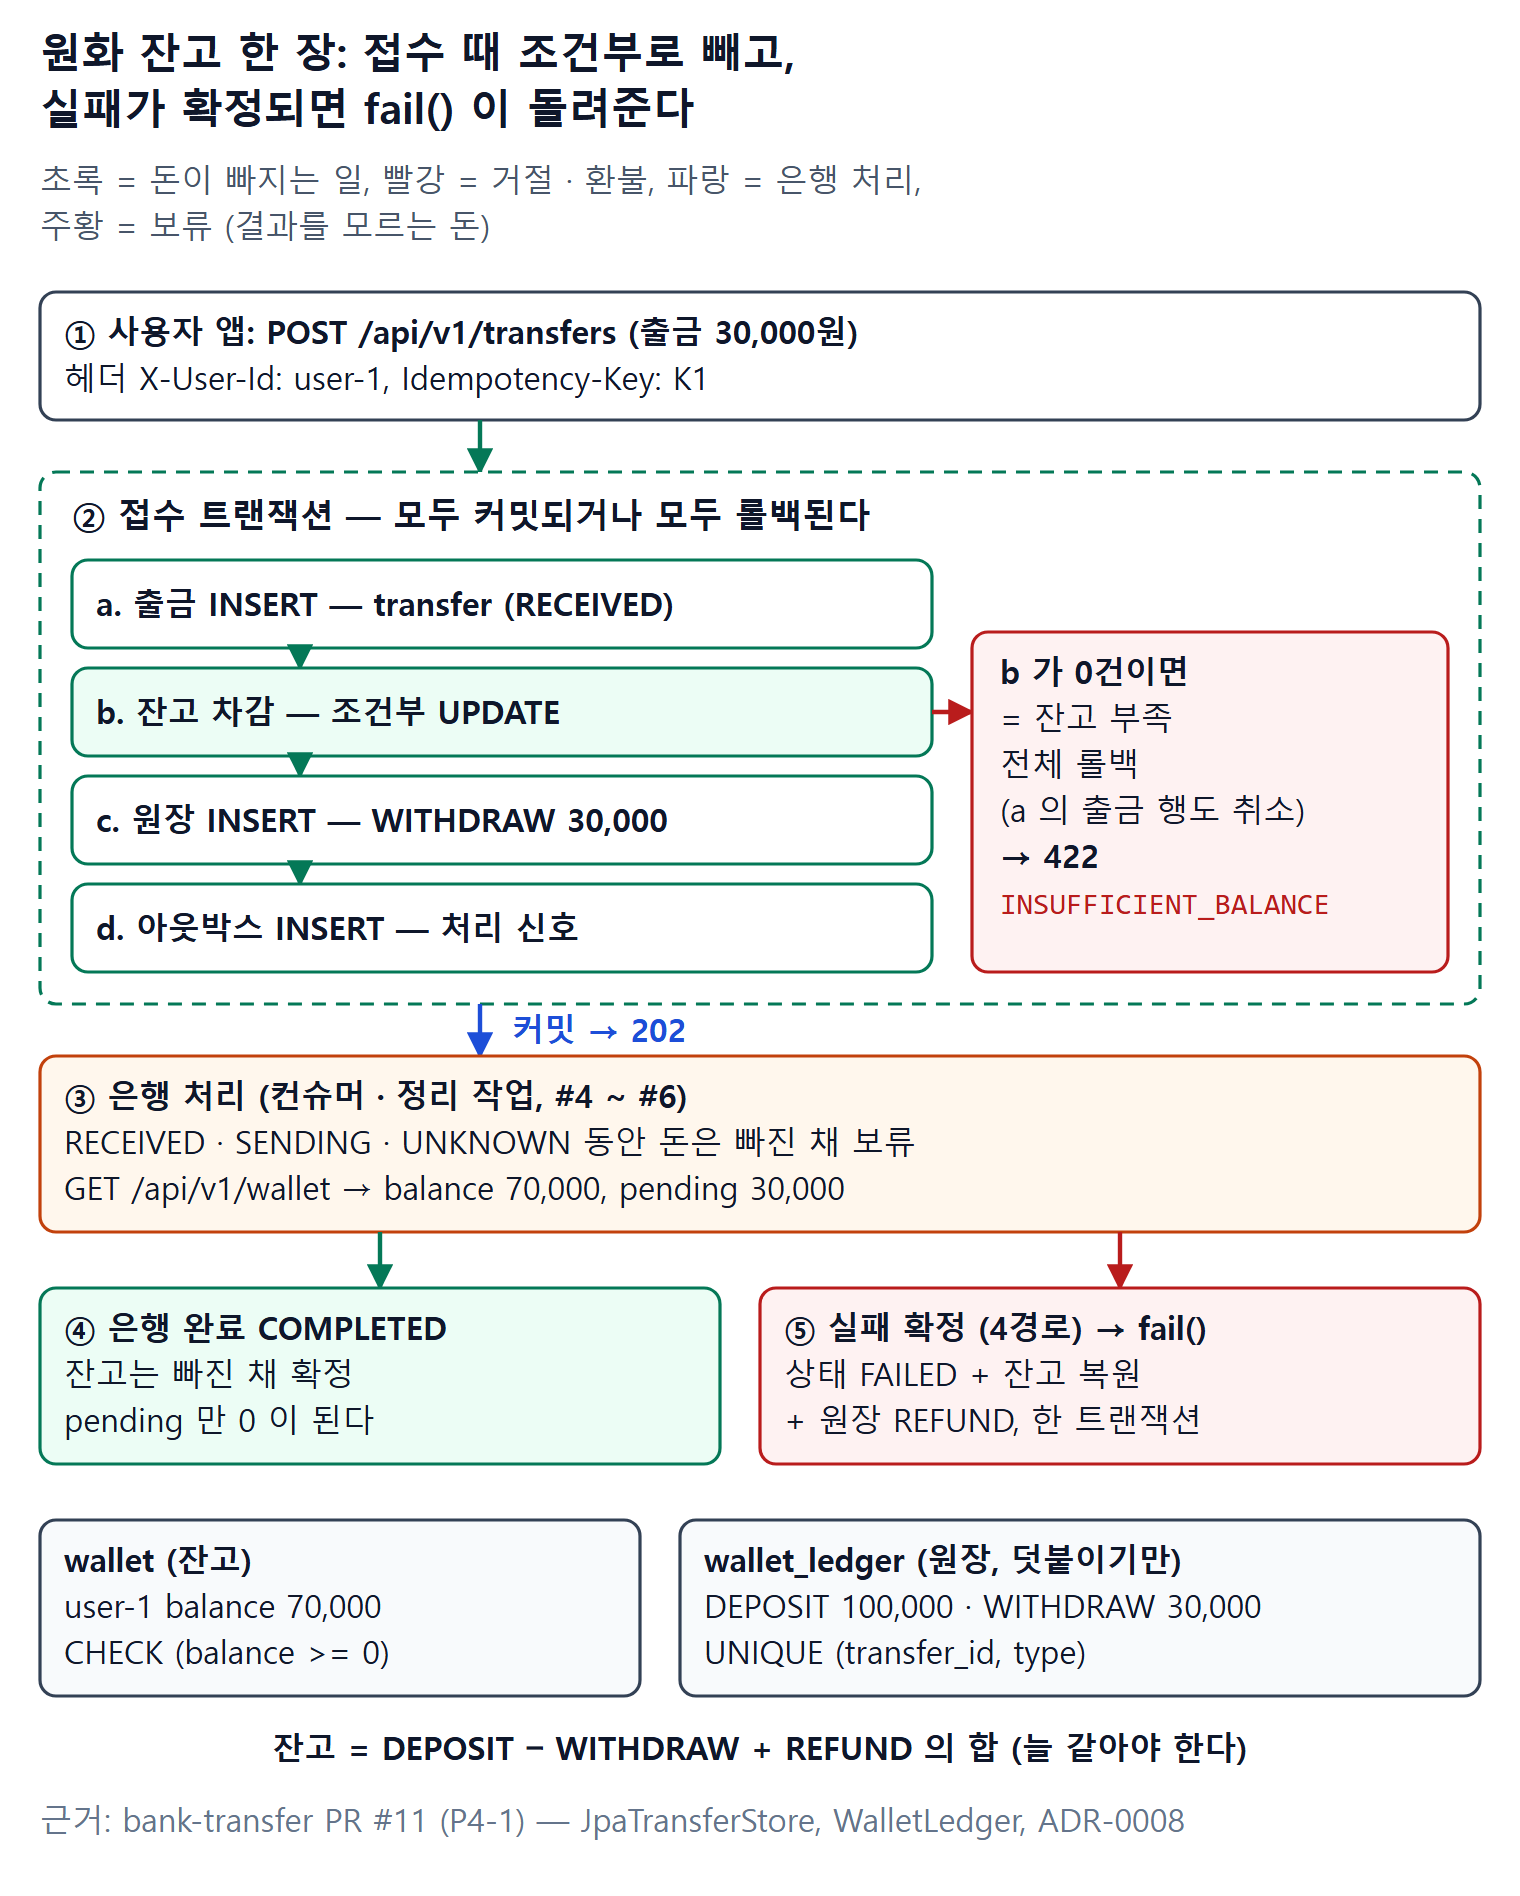 원화 잔고 한 장: 접수 때 조건부로 빼고,
실패가 확정되면 fail() 이 돌려준다
초록 = 돈이 빠지는 일, 빨강 = 거절 · 환불, 파랑 = 은행 처리,
주황 = 보류 (결과를 모르는 돈)
① 사용자 앱: POST /api/v1/transfers (출금 30,000원)
헤더 X-User-Id: user-1, Idempotency-Key: K1
② 접수 트랜잭션 — 모두 커밋되거나 모두 롤백된다
a. 출금 INSERT — transfer (RECEIVED)
b. 잔고 차감 — 조건부 UPDATE
c. 원장 INSERT — WITHDRAW 30,000
d. 아웃박스 INSERT — 처리 신호
b 가 0건이면
= 잔고 부족
전체 롤백
(a 의 출금 행도 취소)
→ 422
INSUFFICIENT_BALANCE
커밋 → 202
③ 은행 처리 (컨슈머 · 정리 작업, #4 ~ #6)
RECEIVED · SENDING · UNKNOWN 동안 돈은 빠진 채 보류
GET /api/v1/wallet → balance 70,000, pending 30,000
④ 은행 완료 COMPLETED
잔고는 빠진 채 확정
pending 만 0 이 된다
⑤ 실패 확정 (4경로) → fail()
상태 FAILED + 잔고 복원
+ 원장 REFUND, 한 트랜잭션
wallet (잔고)
user-1 balance 70,000
CHECK (balance >= 0)
wallet_ledger (원장, 덧붙이기만)
DEPOSIT 100,000 · WITHDRAW 30,000
UNIQUE (transfer_id, type)
잔고 = DEPOSIT − WITHDRAW + REFUND 의 합 (늘 같아야 한다)
근거: bank-transfer PR #11 (P4-1) — JpaTransferStore, WalletLedger, ADR-0008